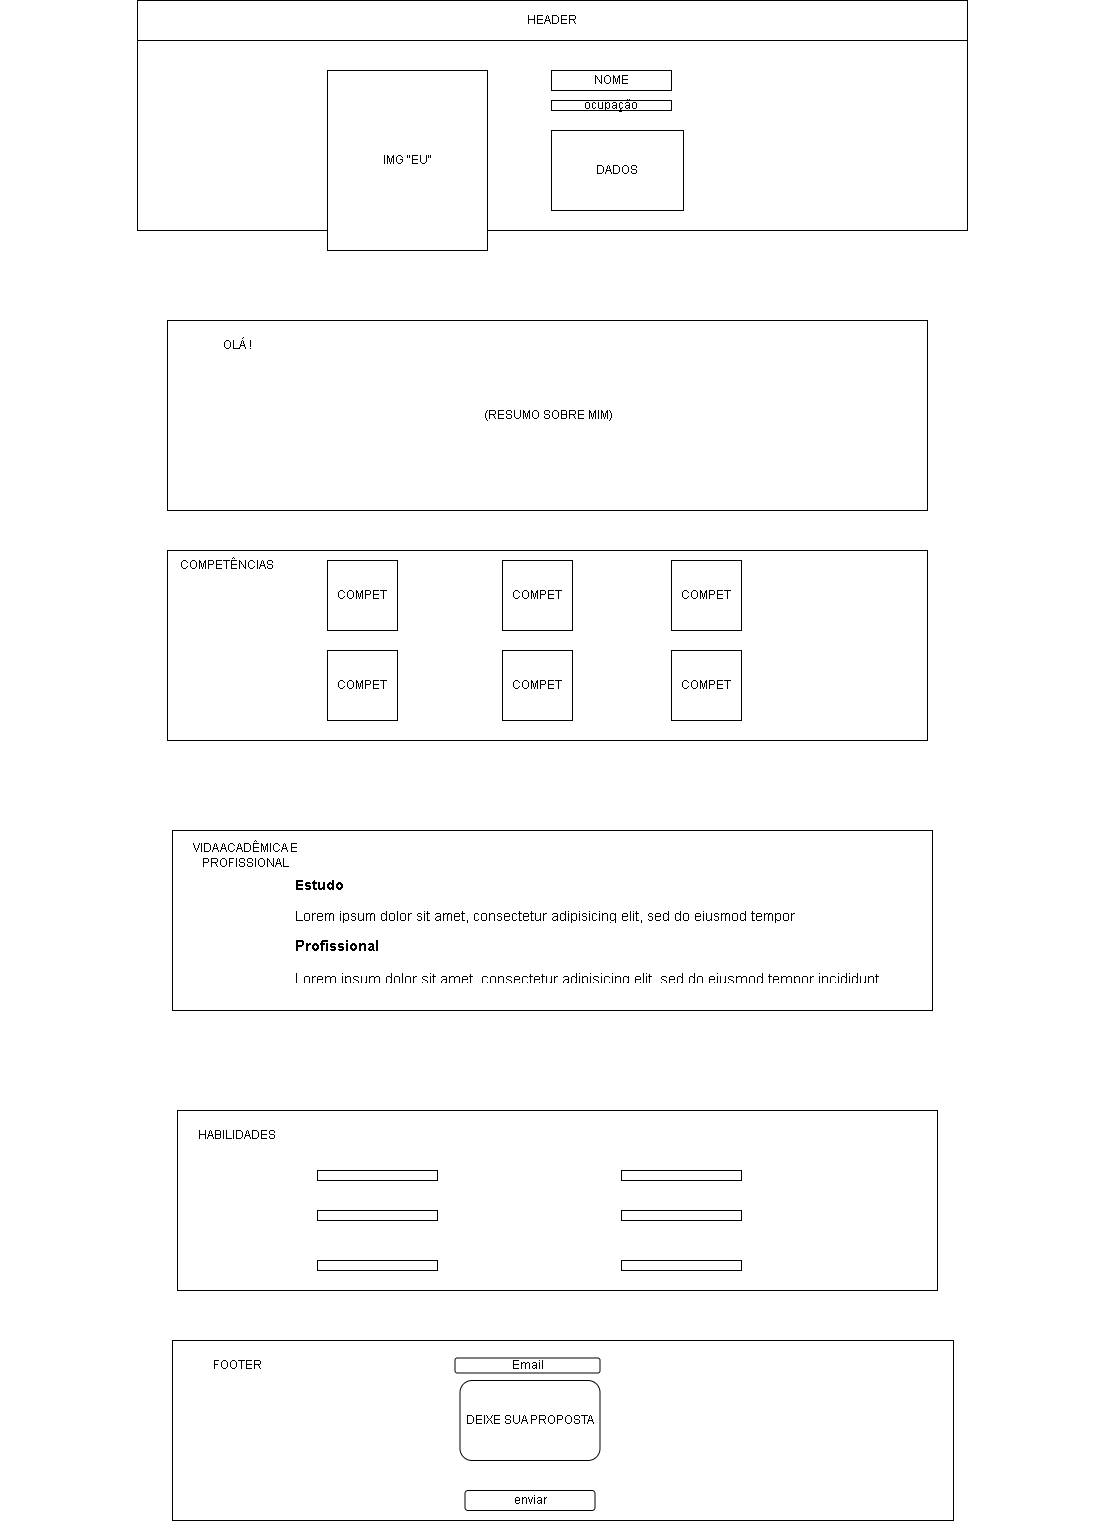 HEADER
NOME
ocupação
IMG "EU"
DADOS
OLÁ !
(RESUMO SOBRE MIM)
COMPETÊNCIAS
COMPET
COMPET
COMPET
COMPET
COMPET
COMPET
VIDA ACADÊMICA E
PROFISSIONAL
Estudo
Lorem ipsum dolor sit amet, consectetur adipisicing elit, sed do eiusmod tempor
Profissional
Lorem ipsum dolor sit amet, consectetur adipisicing elit, sed do eiusmod tempor incididunt
HABILIDADES
FOOTER
Email
DEIXE SUA PROPOSTA
enviar